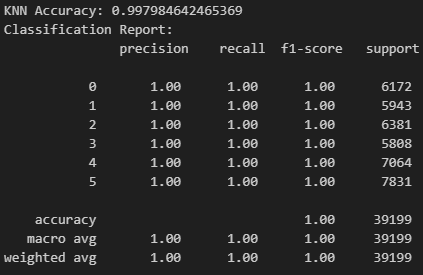 KNN Accuracy: 0.997984642465369
Classification Report:
precision recall f1-score support
0 1.00 1.00 1.00 6172
1 1.00 1.00 1.00 5943
2 1.00 1.00 1.00 6381
3 1.00 1.00 1.00 5808
4 1.00 1.00 1.00 7064
5 1.00 1.00 1.00 7831
accuracy 1.00 39199
macro avg 1.00 1.00 1.00 39199
weighted avg 1.00 1.00 1.00 39199